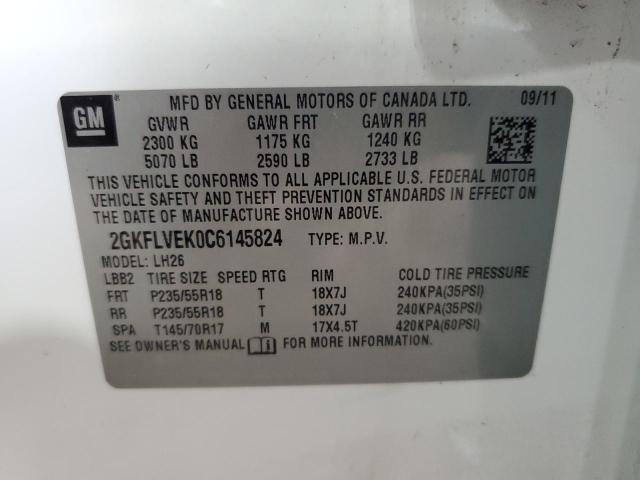 GM ® MFD BY GENERAL MOTORS OF CANADA LTD. 09/11
GVWR GAWR FRT GAWR RR
2300 KG 1175 KG 1240 KG
5070 LB 2590 LB 2733 LB
THIS VEHICLE CONFORMS TO ALL APPLICABLE U.S. FEDERAL MOTOR
VEHICLE SAFETY AND THEFT PREVENTION STANDARDS IN EFFECT ON
THE DATE OF MANUFACTURE SHOWN ABOVE.
2GKFLVEK0C6145824 TYPE: M.P.V.
MODEL: LH26
LBB2 TIRE SIZE SPEED RTG RIM COLD TIRE PRESSURE
FRT P235/55R18 T 18X7J 240KPA(35PSI)
RR P235/55R18 T 18X7J 240KPA(35PSI)
SPA T145/70R17 M 17X4.5T 420KPA(60PSI)
SEE OWNER'S MANUAL FOR MORE INFORMATION.